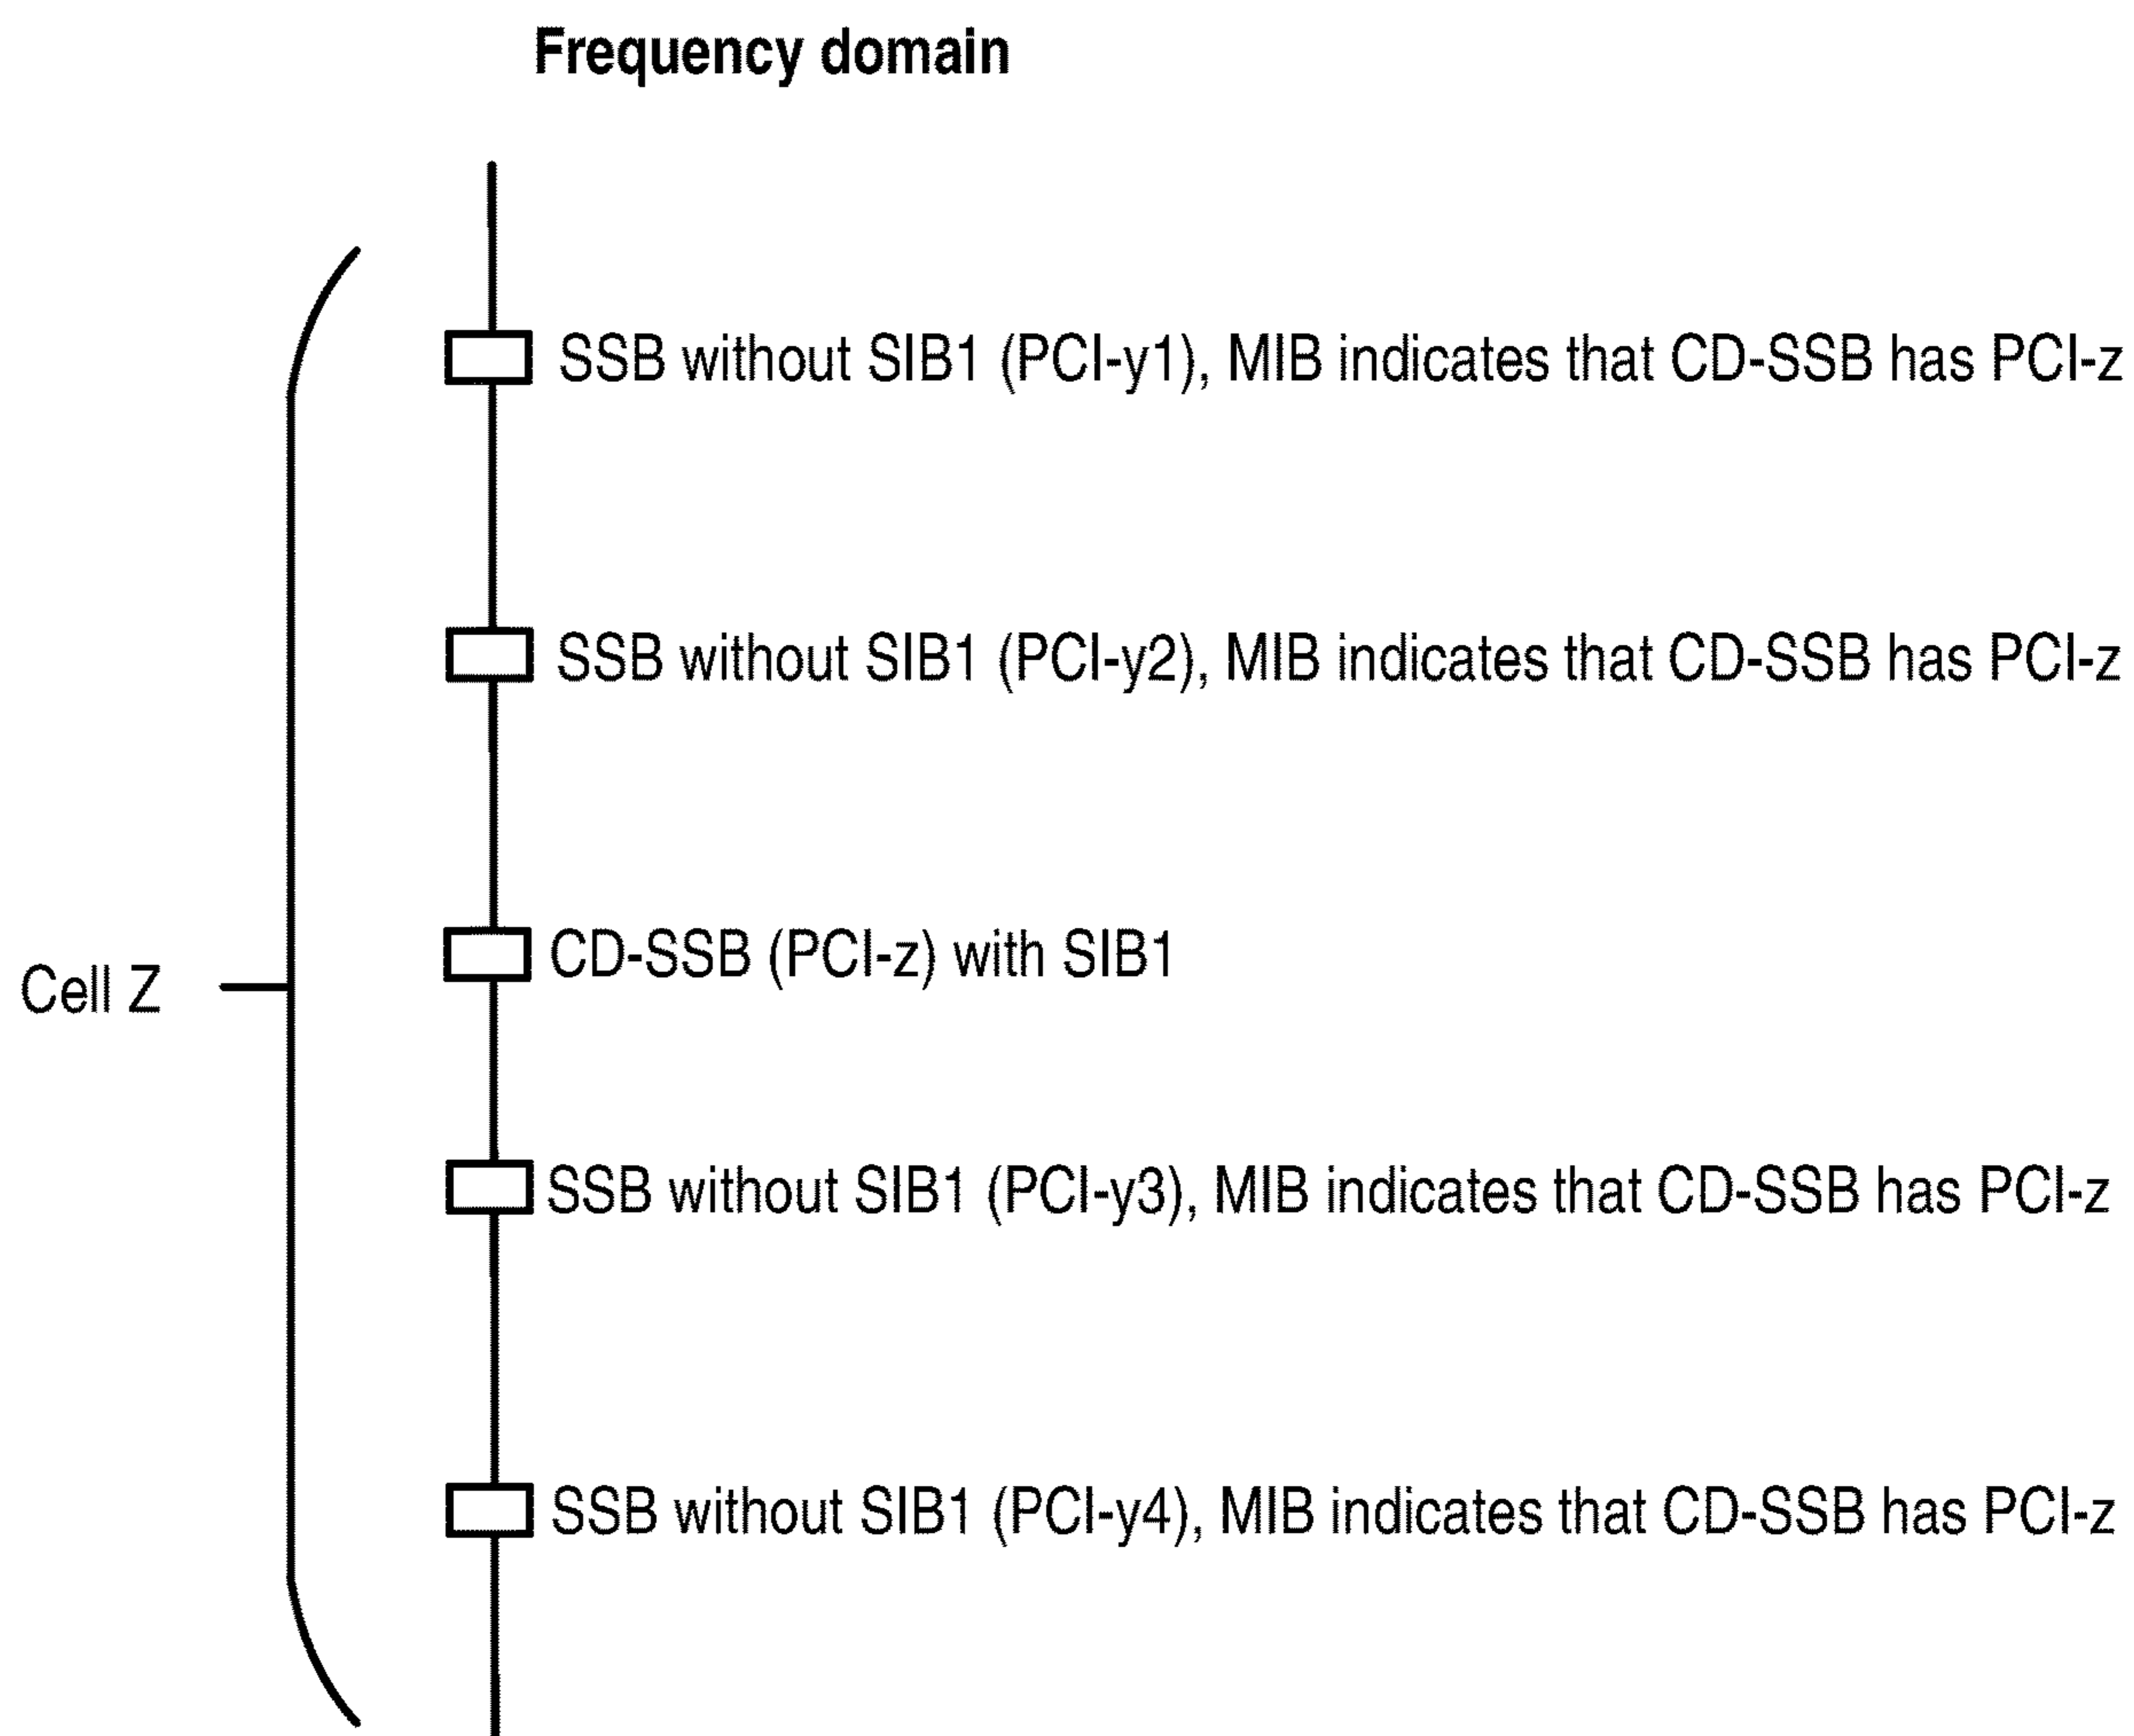 Frequency domain
SSB without SIB1 (PCI-y1), MIB indicates that CD-SSB has PCI-z
SSB without SIB1 (PCI-y2), MIB indicates that CD-SSB has PCI-z
CD-SSB (PCI-z) with SIB1
Cell Z
SSB without SIB1 (PCI-y3), MIB indicates that CD-SSB has PCI-z
SSB without SIB1 (PCI-y4), MIB indicates that CD-SSB has PCI-z